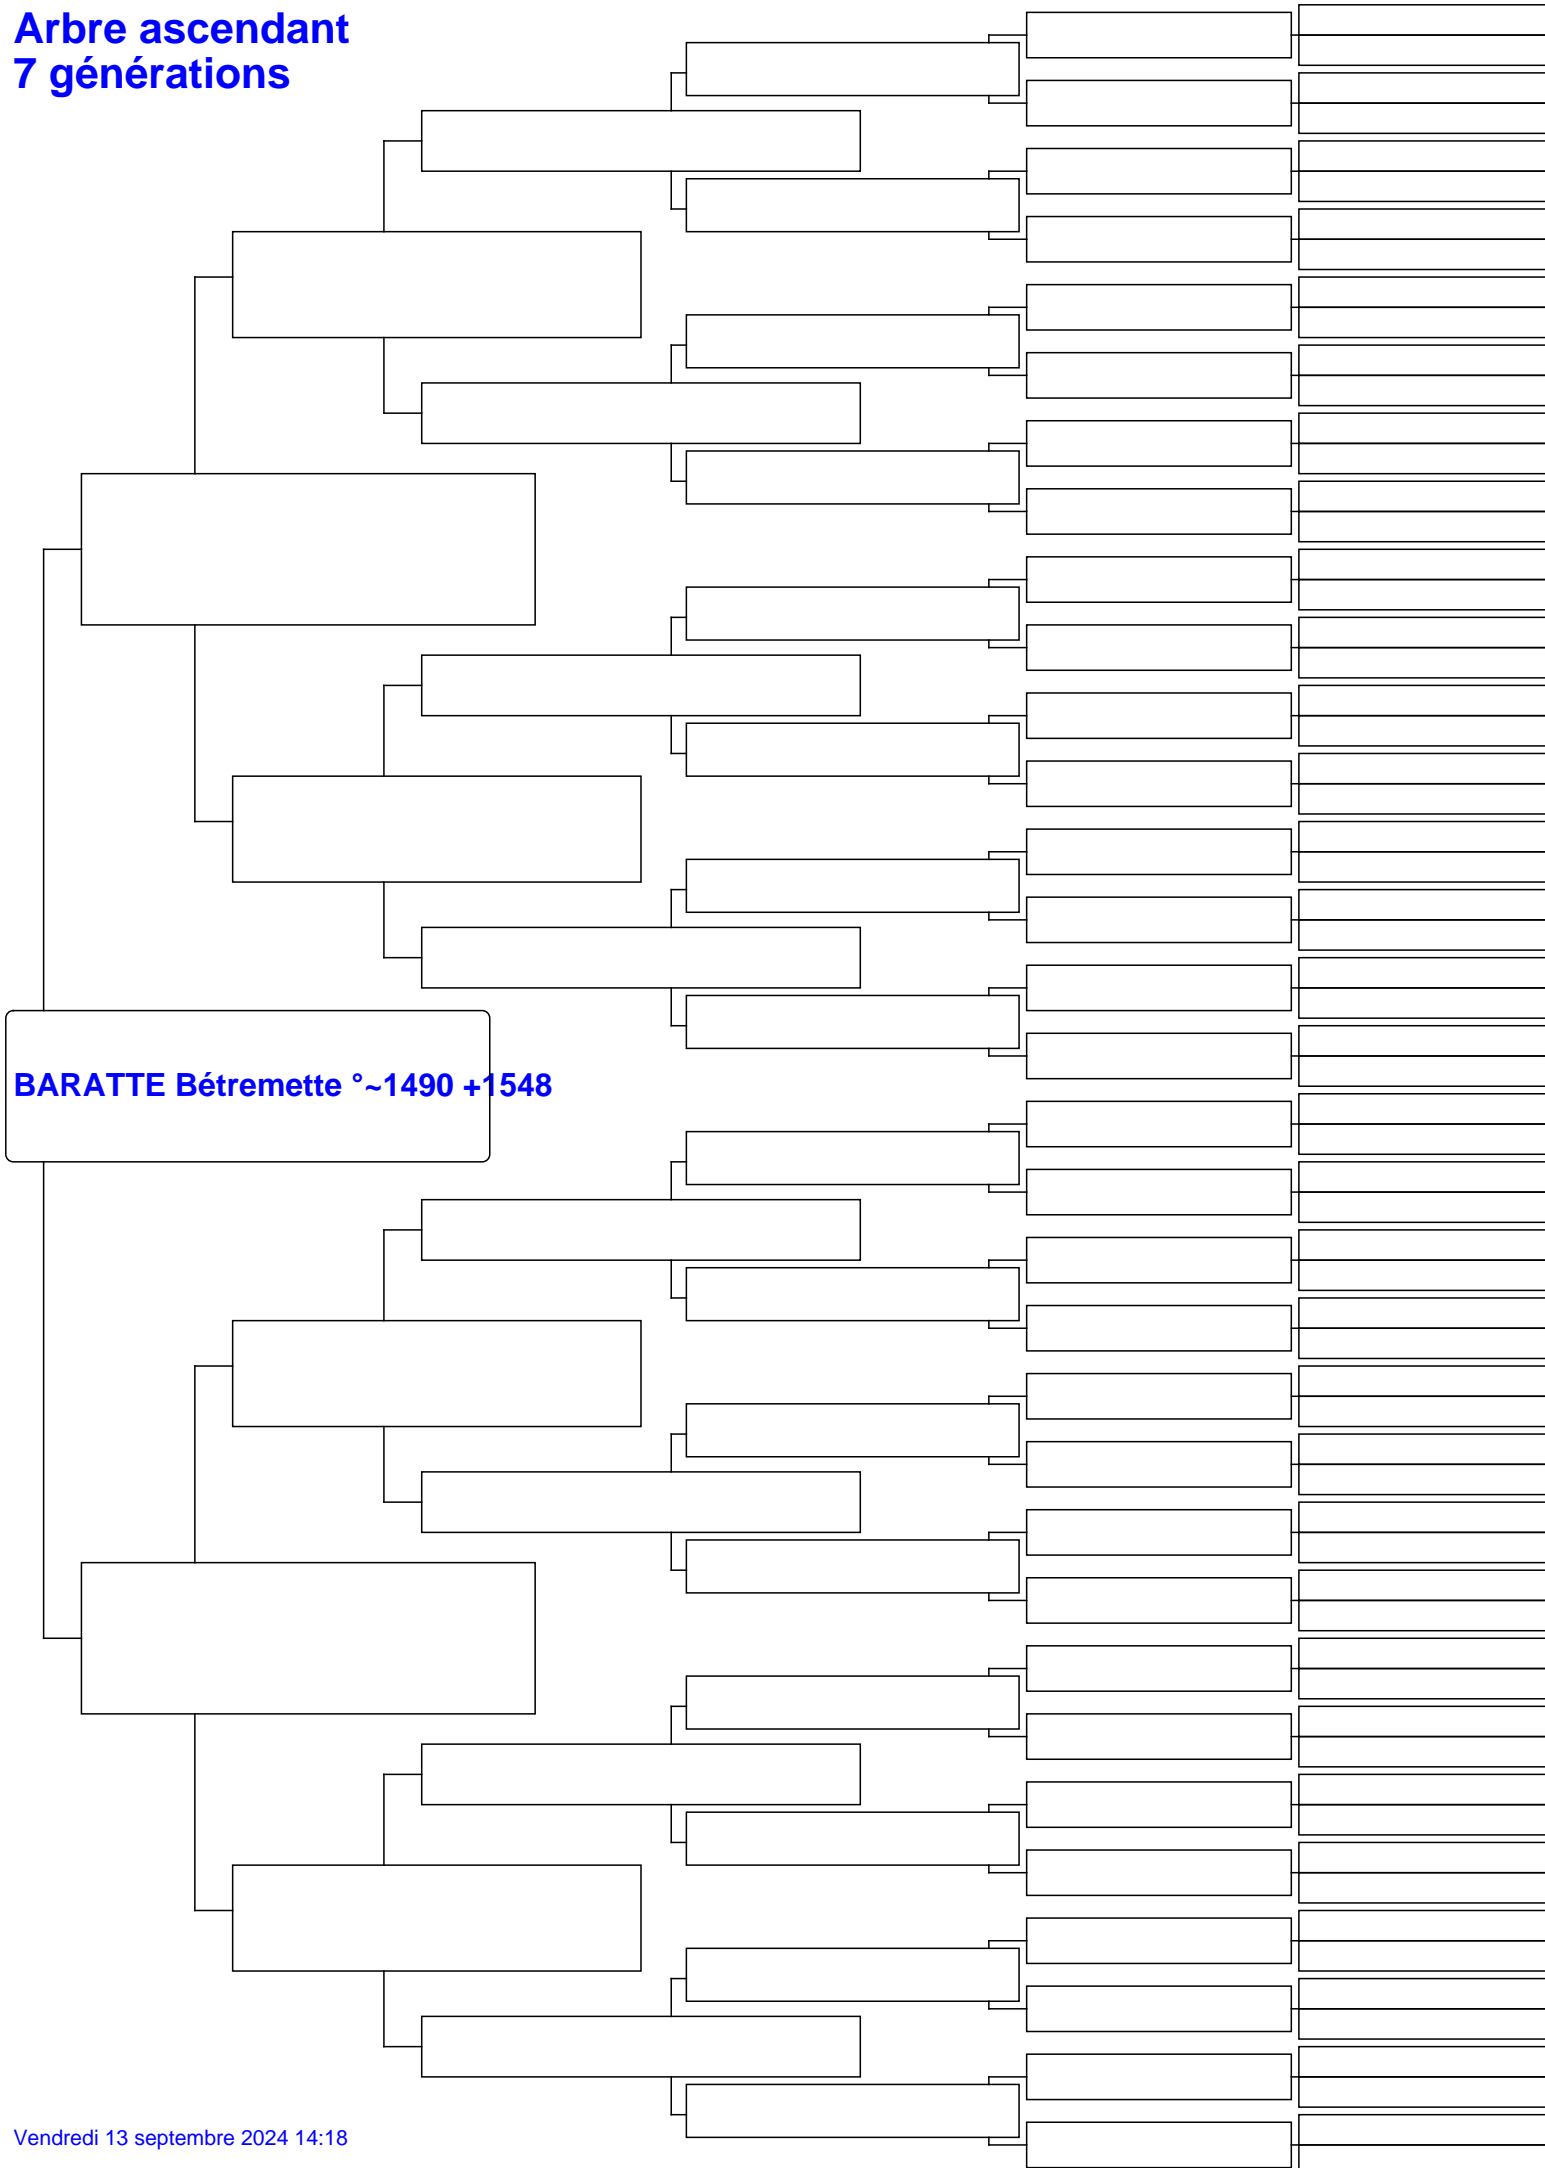 Arbre ascendant
7 générations
BARATTE Bétremette °~1490 +1548
Vendredi 13 septembre 2024 14:18